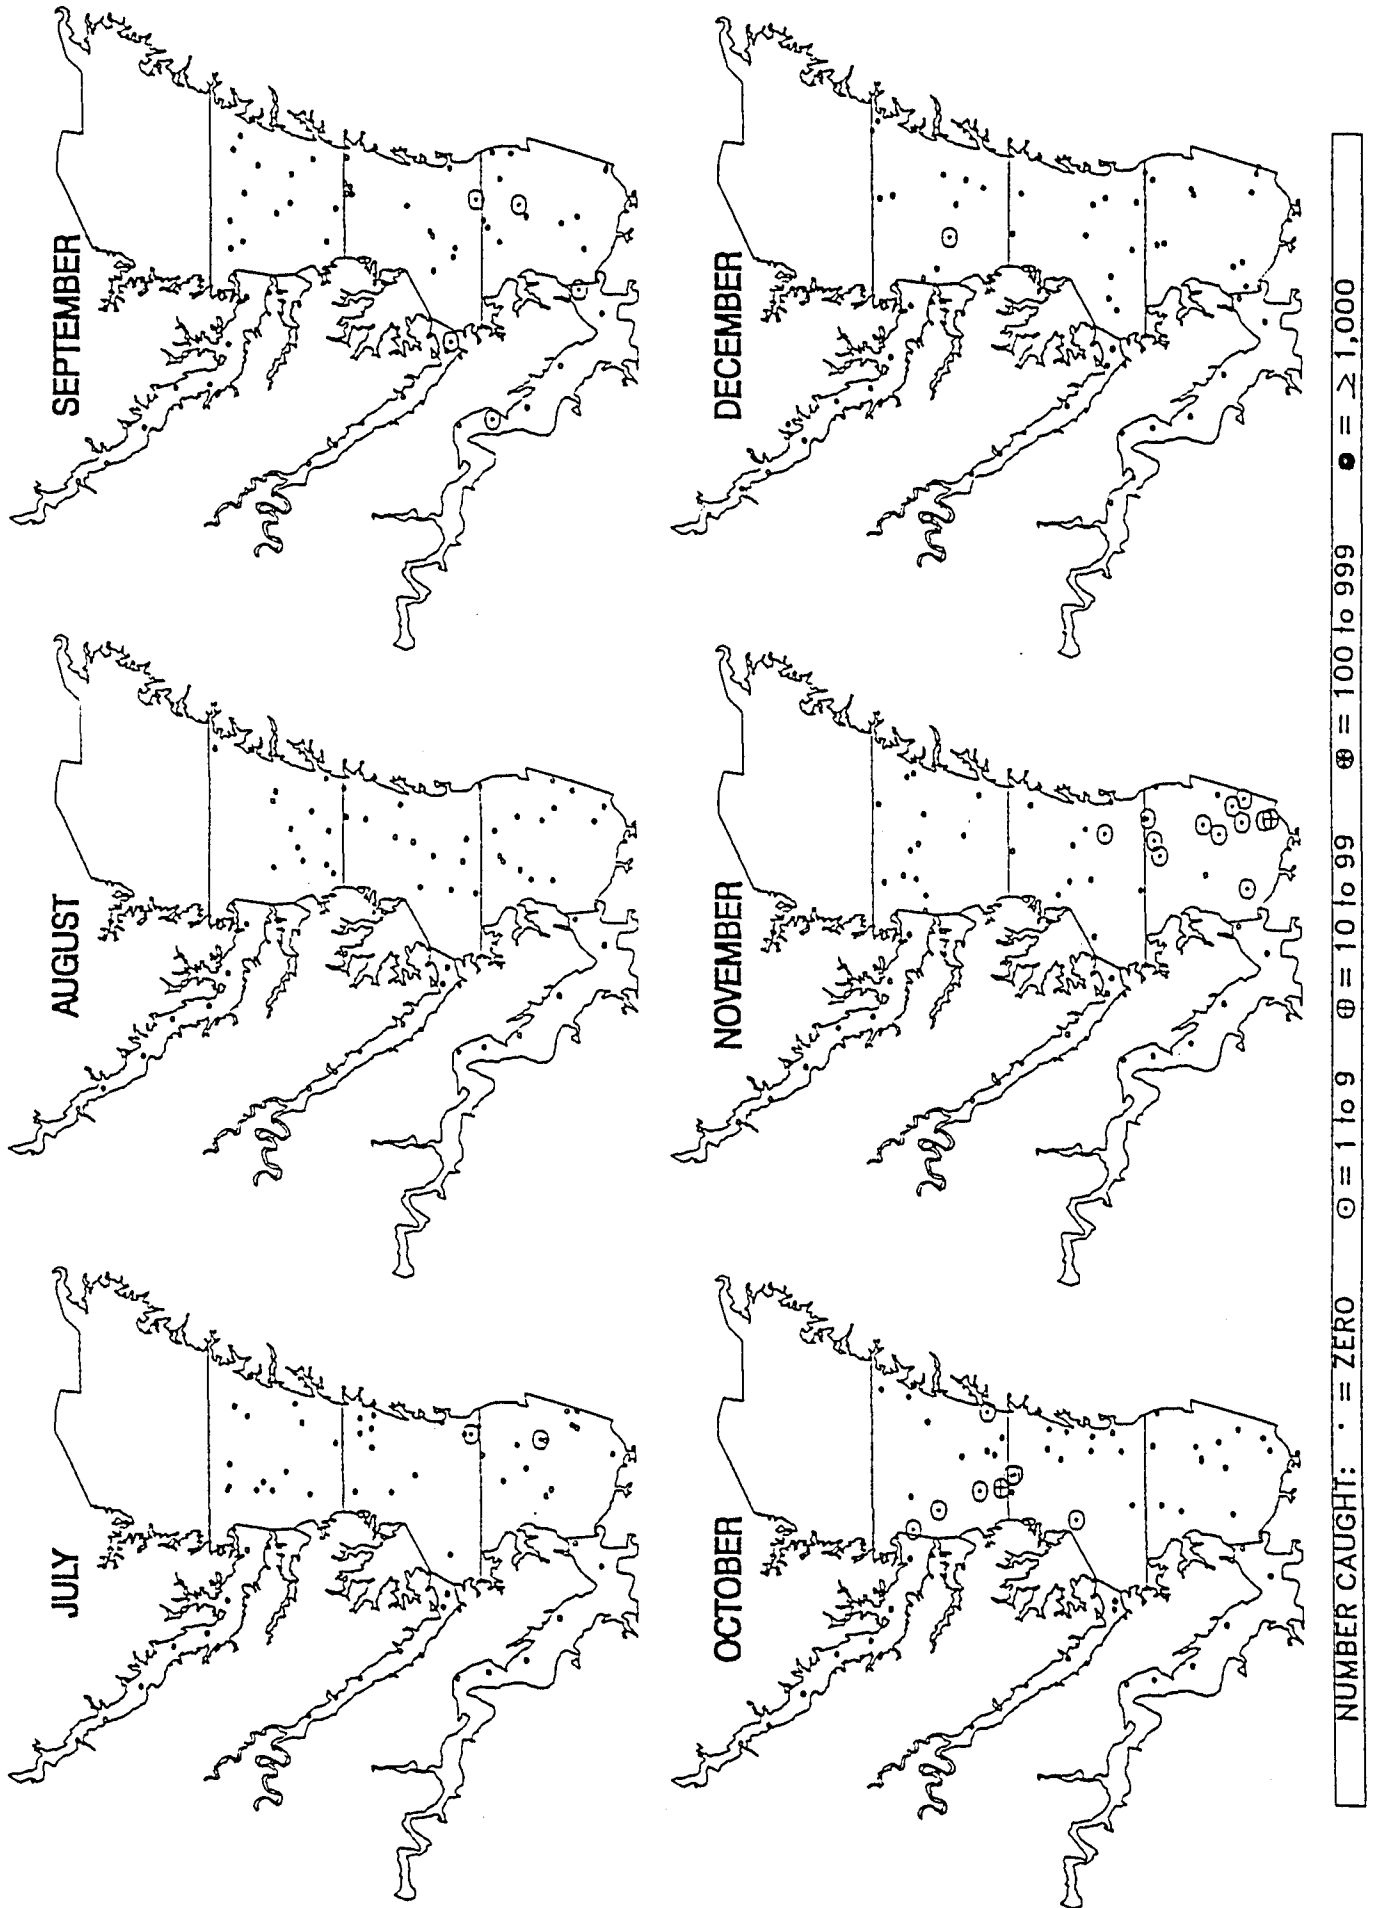 JULY
AUGUST
SEPTEMBER
OCTOBER
NOVEMBER
DECEMBER
NUMBER CAUGHT: · = ZERO ⊙ = 1 to 9 ⊕ = 10 to 99 ⊕ = 100 to 999 ● = ≥ 1,000